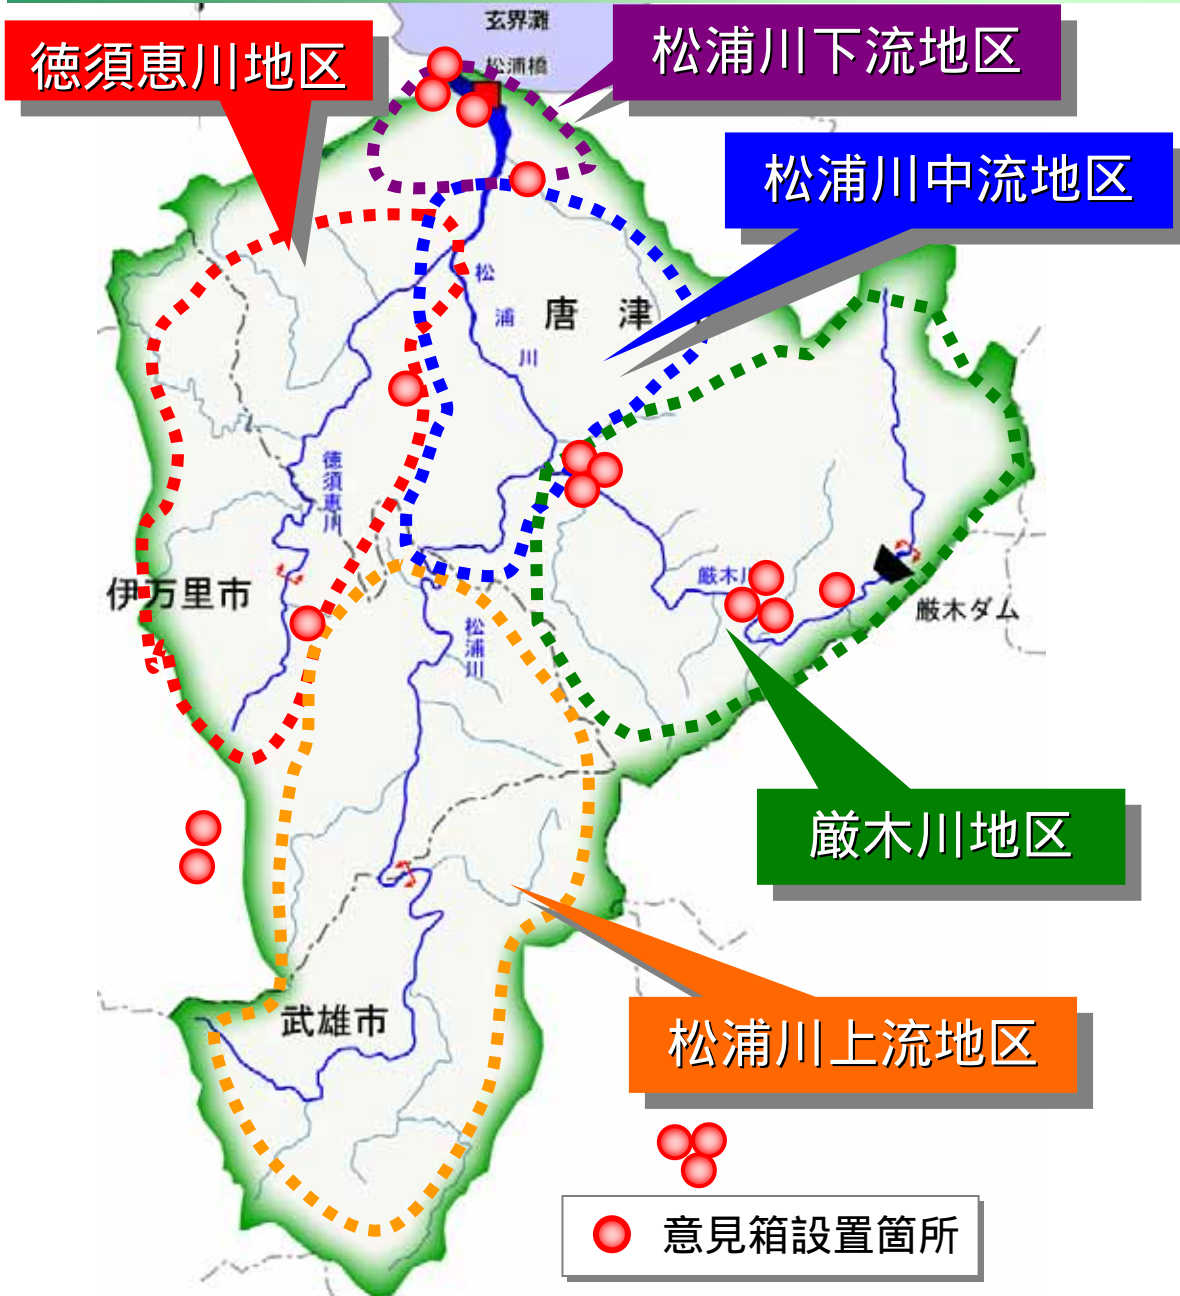 玄界灘
松浦橋
徳須恵川地区
松浦川下流地区
松浦川中流地区
松浦川
唐津
徳須恵川
伊万里市
厳木川
厳木ダム
松浦川
厳木川地区
武雄市
松浦川上流地区
意見箱設置箇所